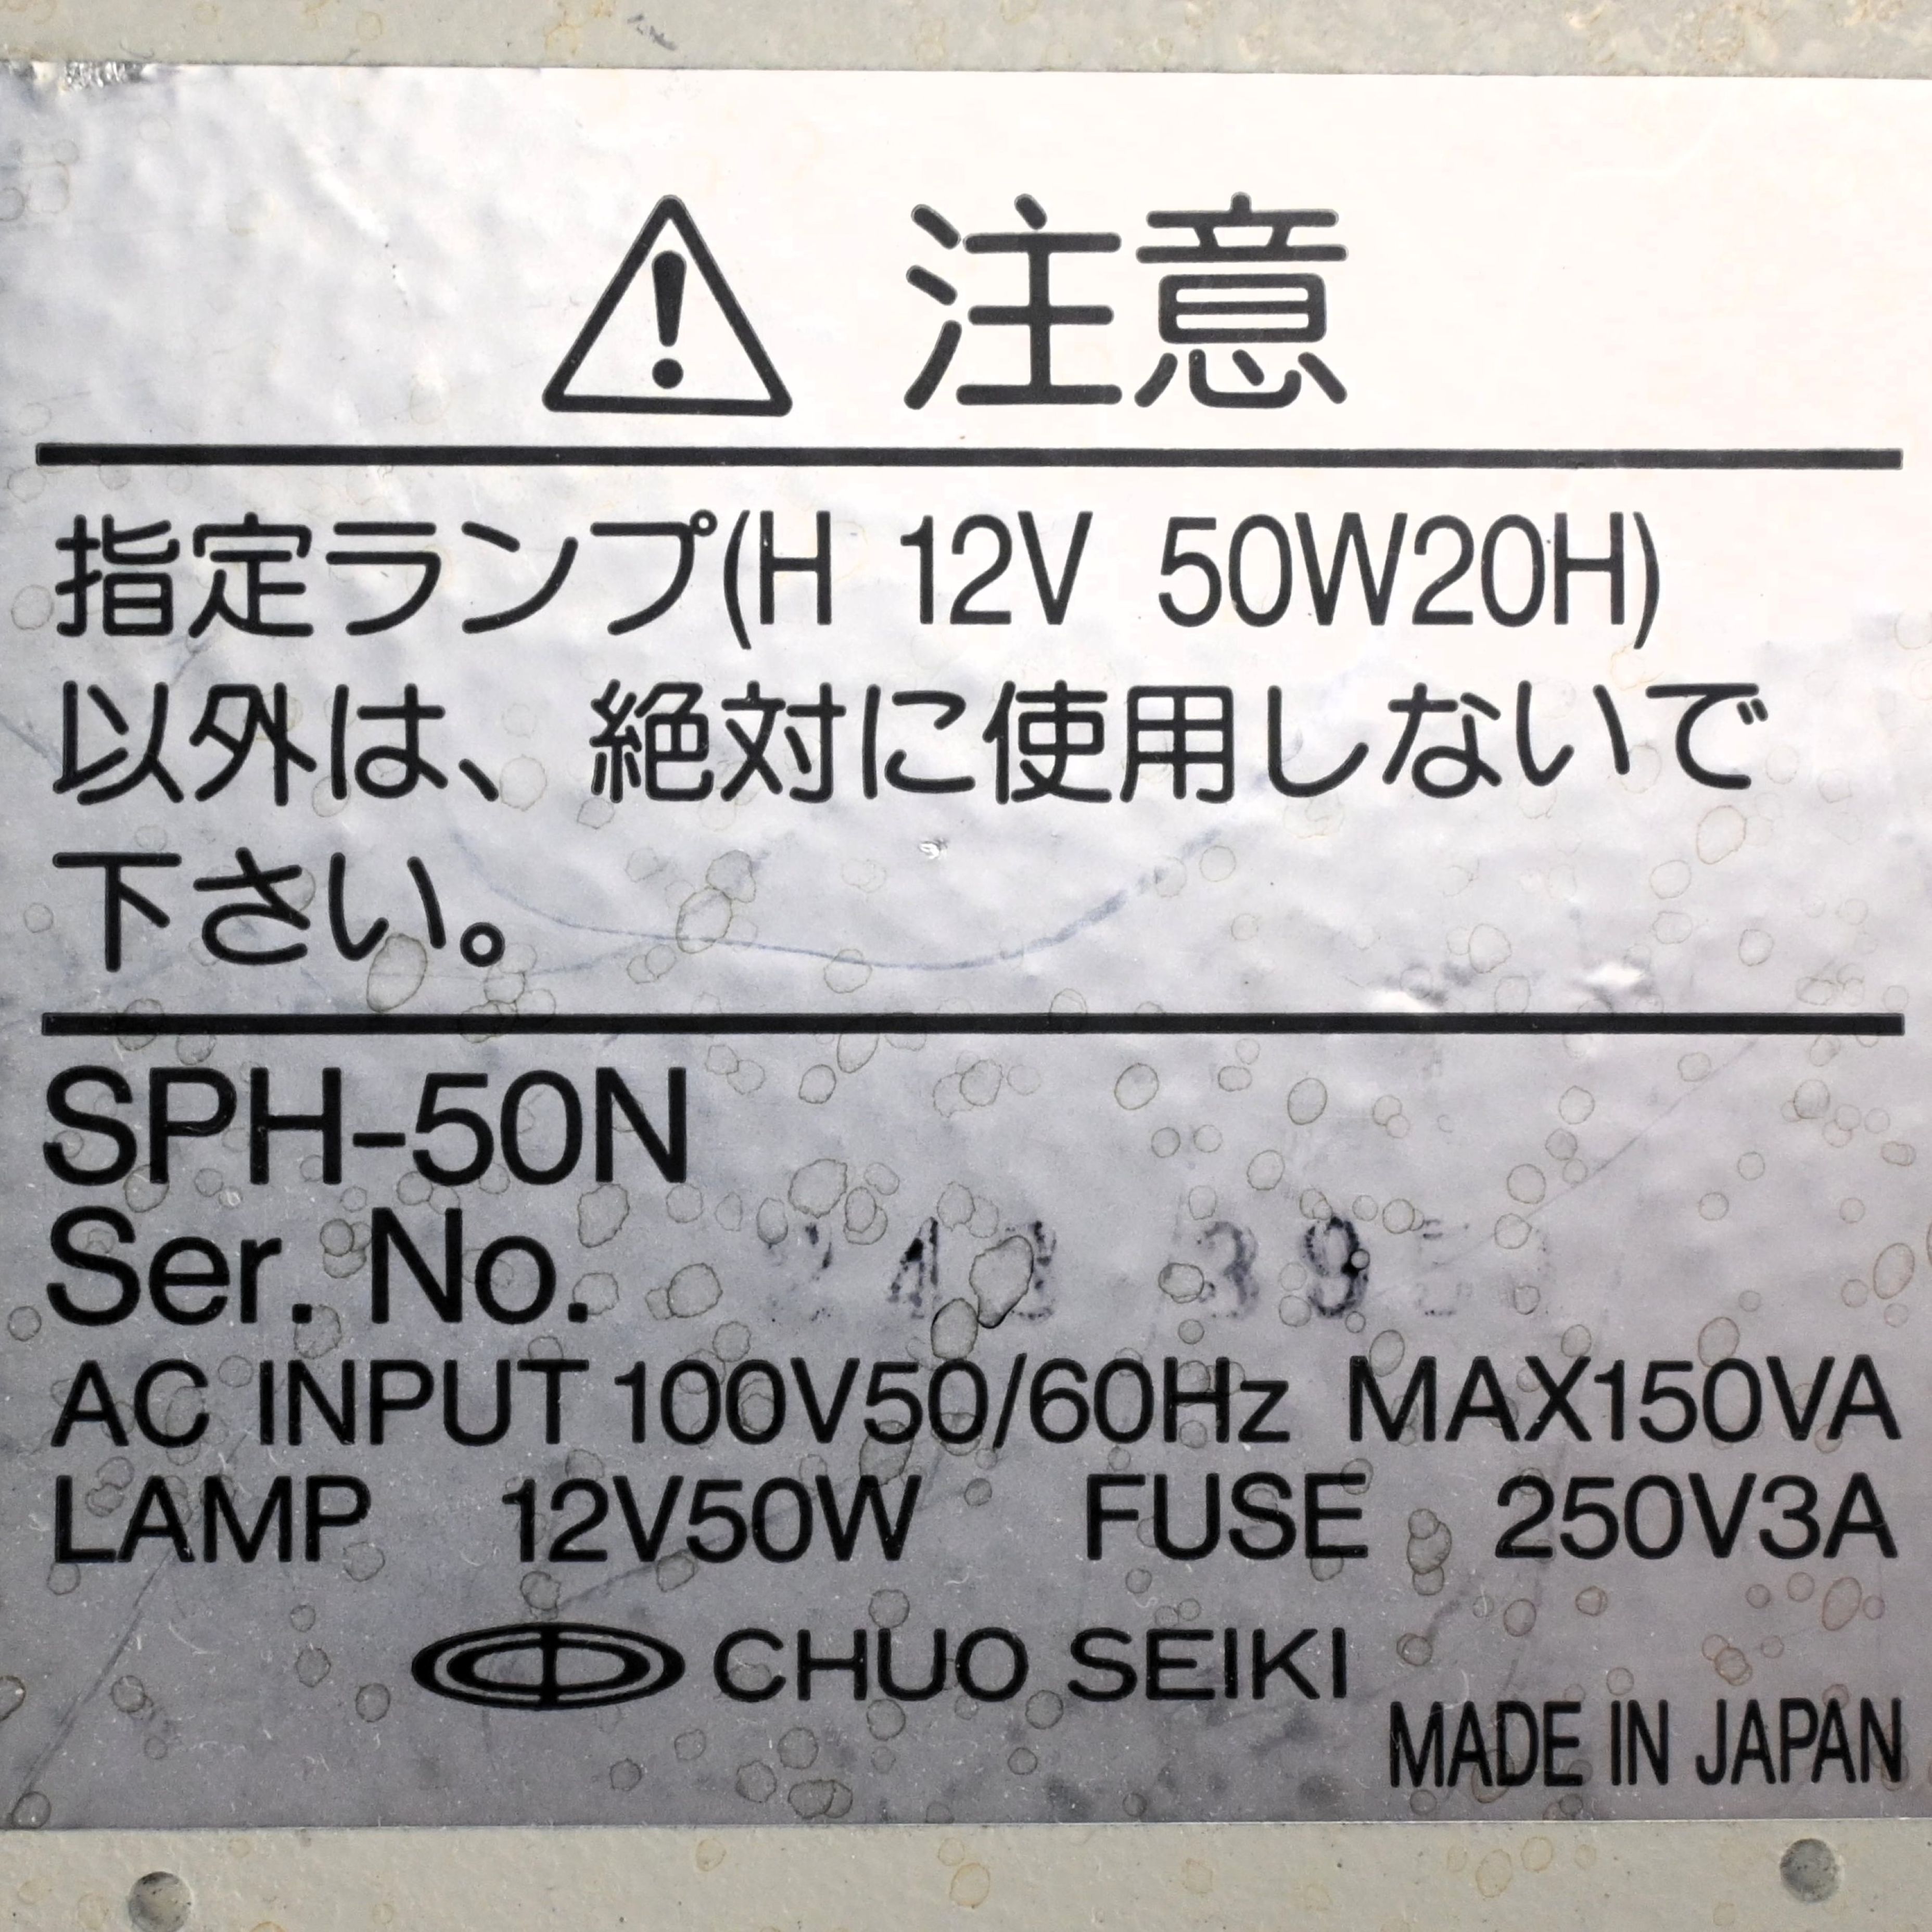 注意
指定ランプ(H 12V 50W20H)
以外は、絶対に使用しないで
下さい。
SPH-50N
Ser. No.
AC INPUT 100V50/60Hz MAX150VA
LAMP 12V50W FUSE 250V3A
CHUO SEIKI
MADE IN JAPAN